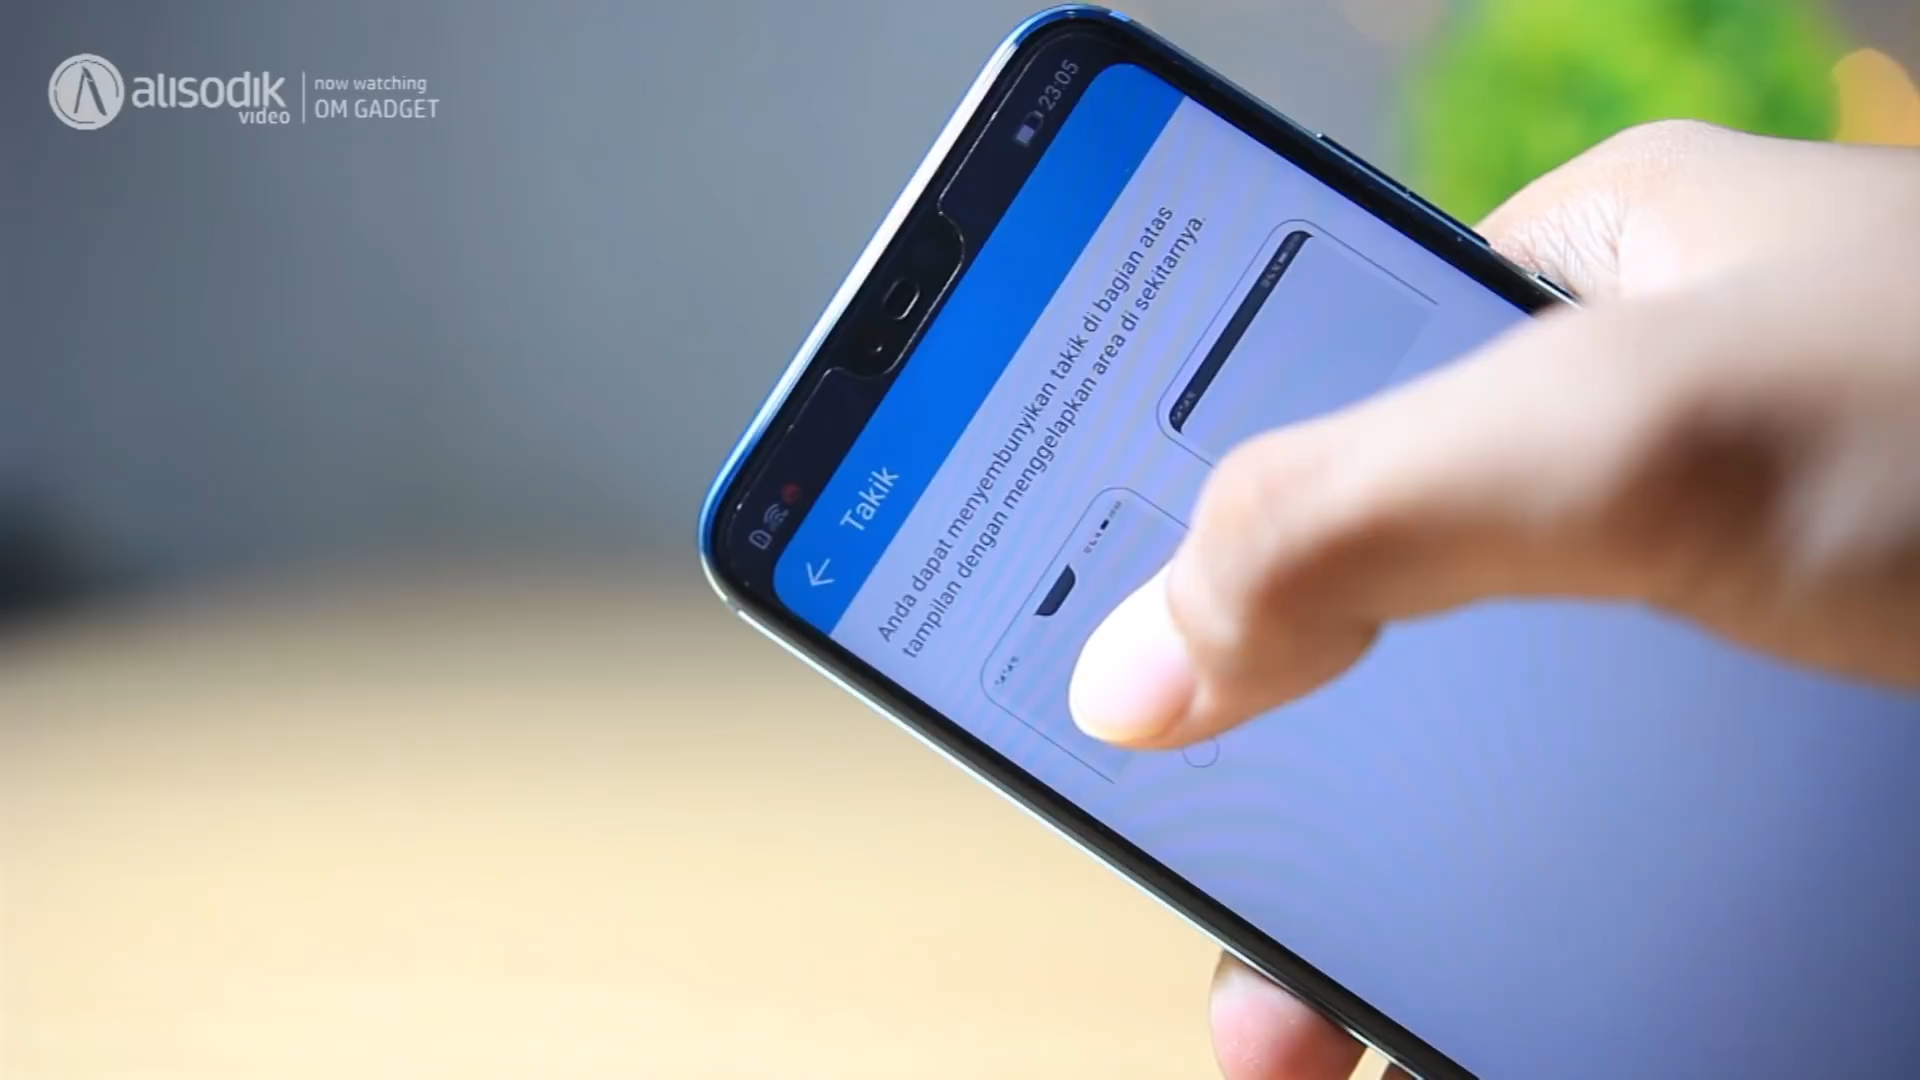 alisodik
video
now watching
OM GADGET
23:05
Takik
Anda dapat menyembunyikan takik di bagian atas
tampilan dengan menggelapkan area di sekitarnya.